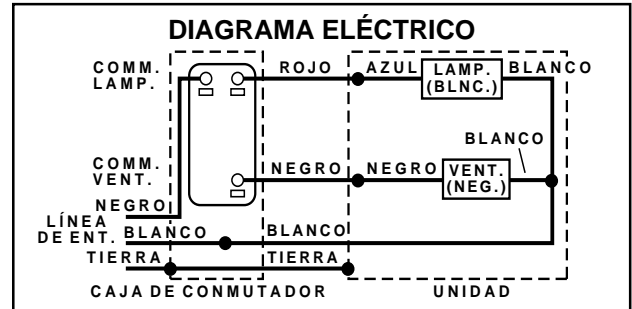 DIAGRAMA ELÉCTRICO
COMM.
LAMP.
ROJO
AZUL
LAMP.
(BLNC.)
BLANCO
BLANCO
COMM.
VENT.
NEGRO
NEGRO
VENT.
(NEG.)
NEGRO
LÍNEA
DE ENT.
BLANCO
BLANCO
TIERRA
TIERRA
CAJA DE CONMUTADOR
UNIDAD